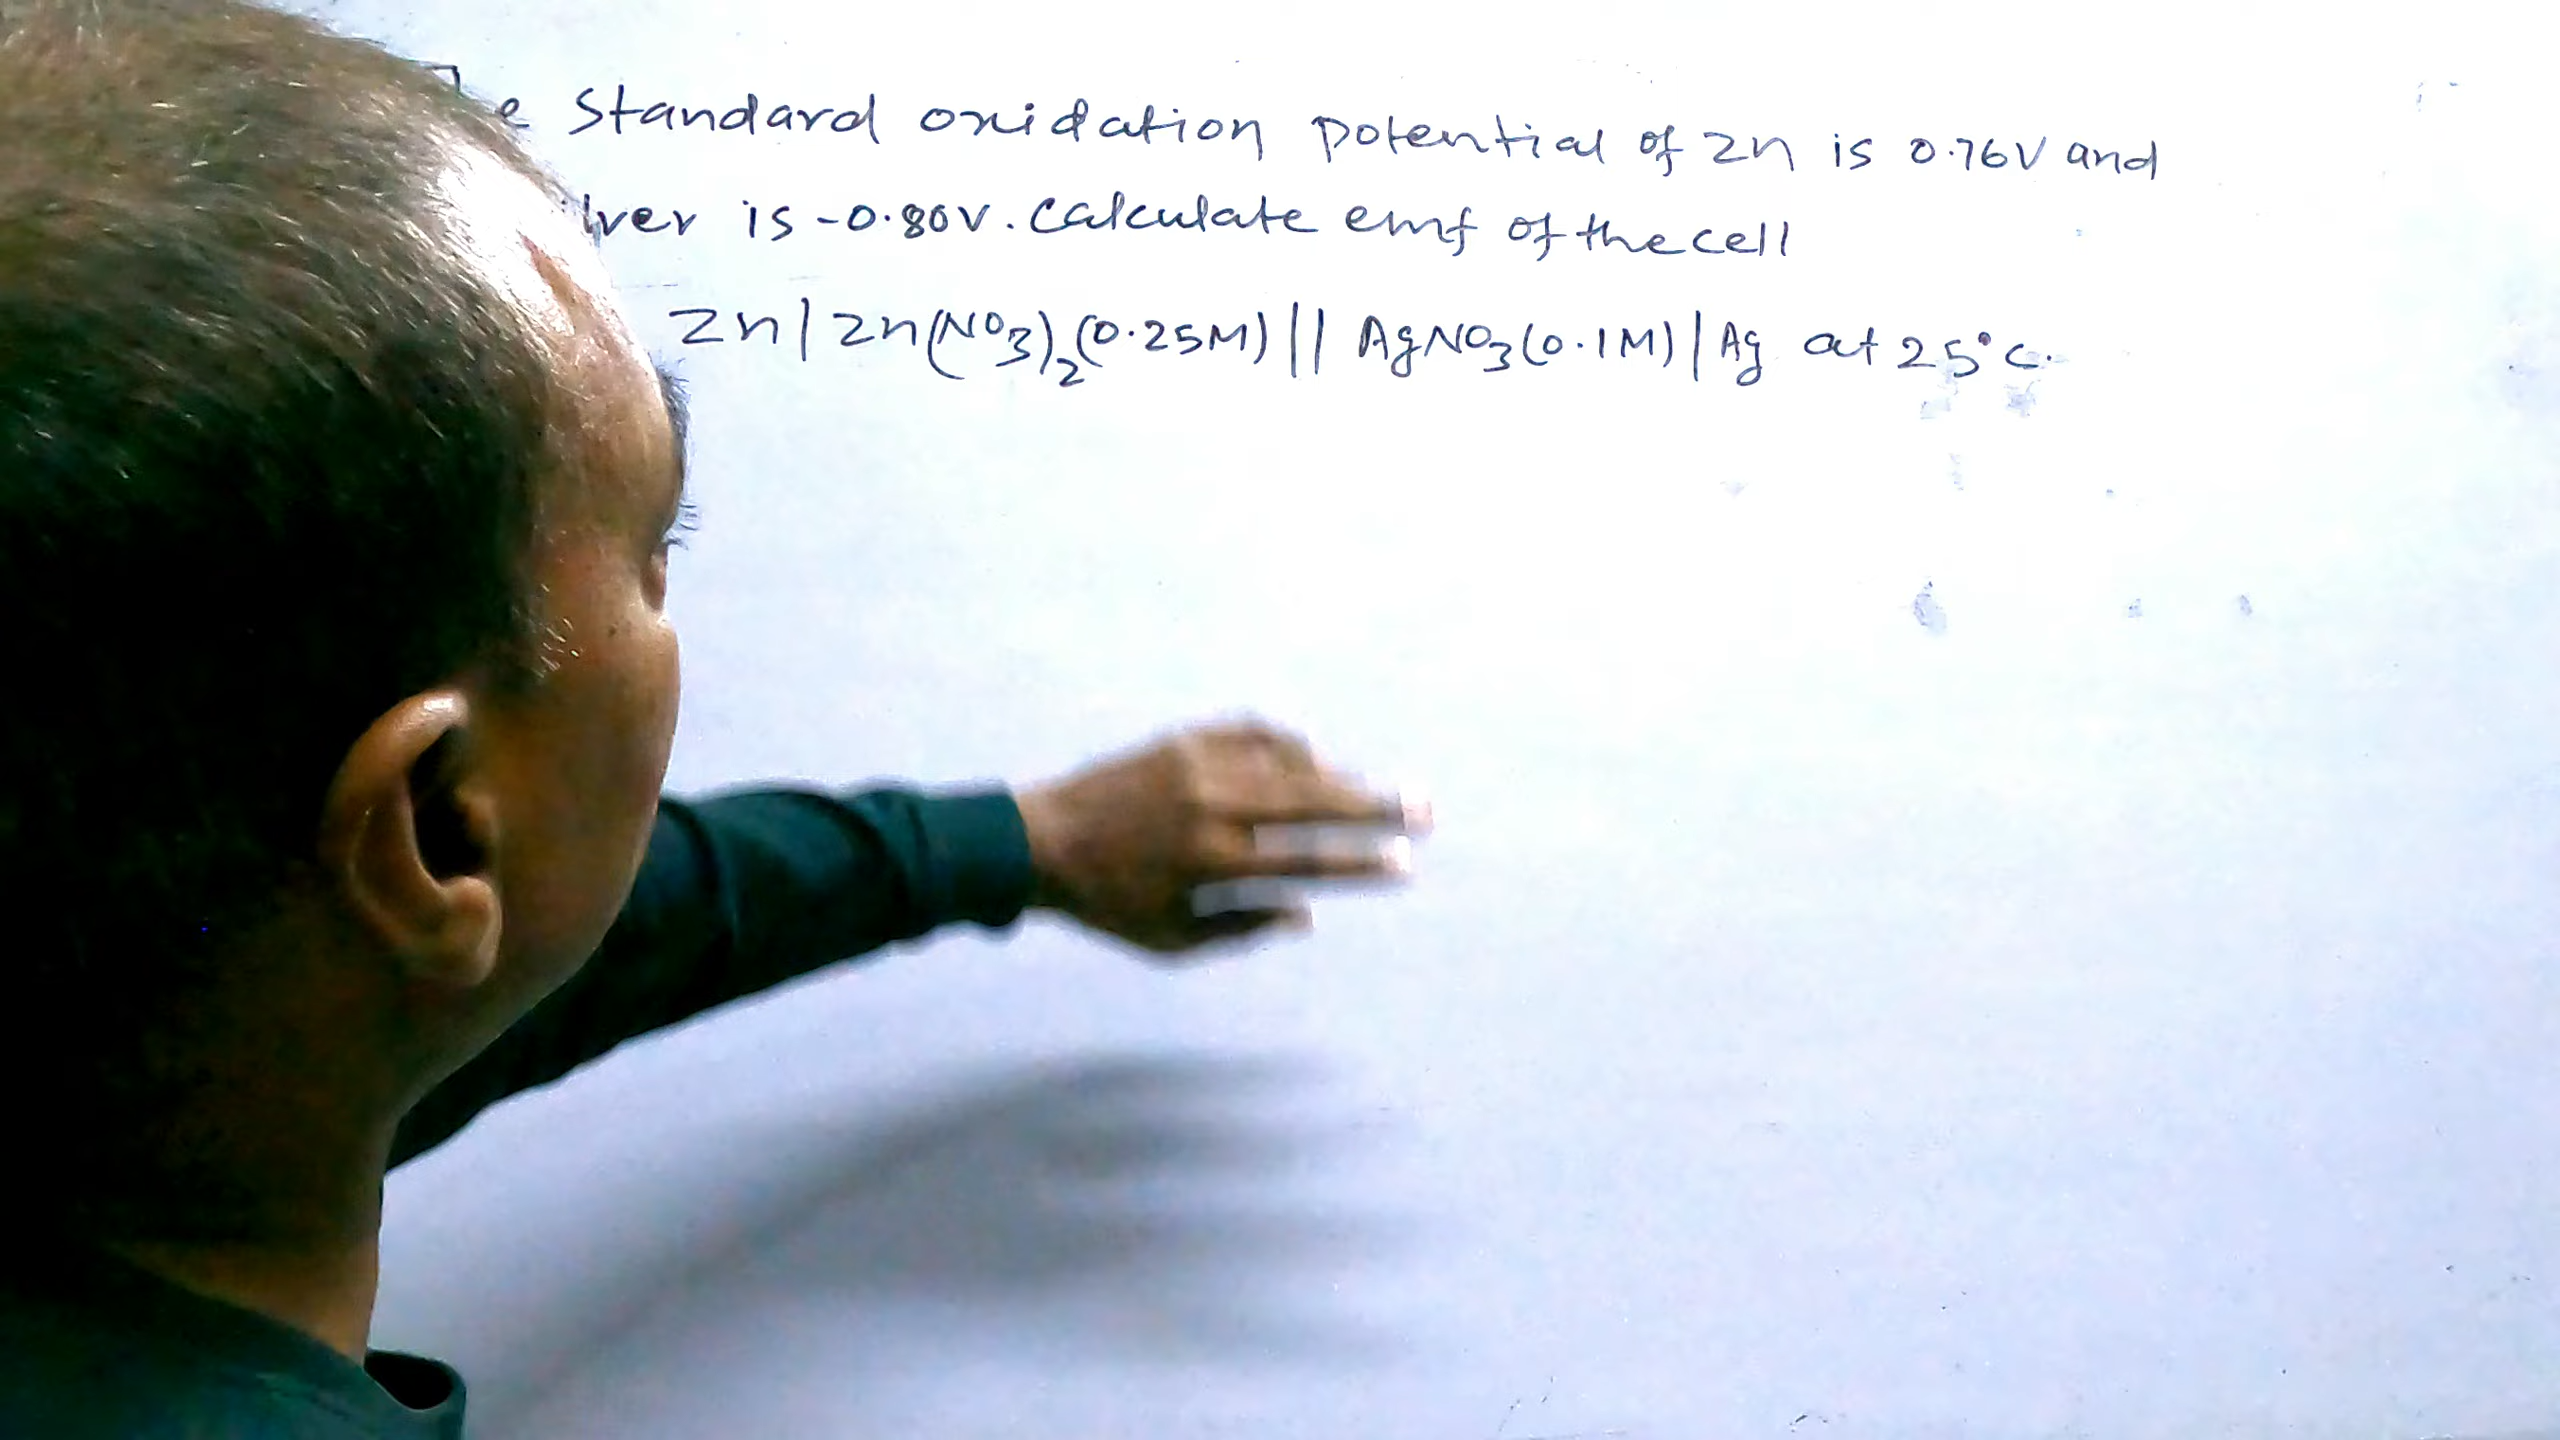 Standard oxidation potential of Zn is 0.76V and
is -0.80V. Calculate emf of the cell
Zn|Zn(NO3)2(0.25M)||AgNO3(0.1M)|Ag at 25°C.